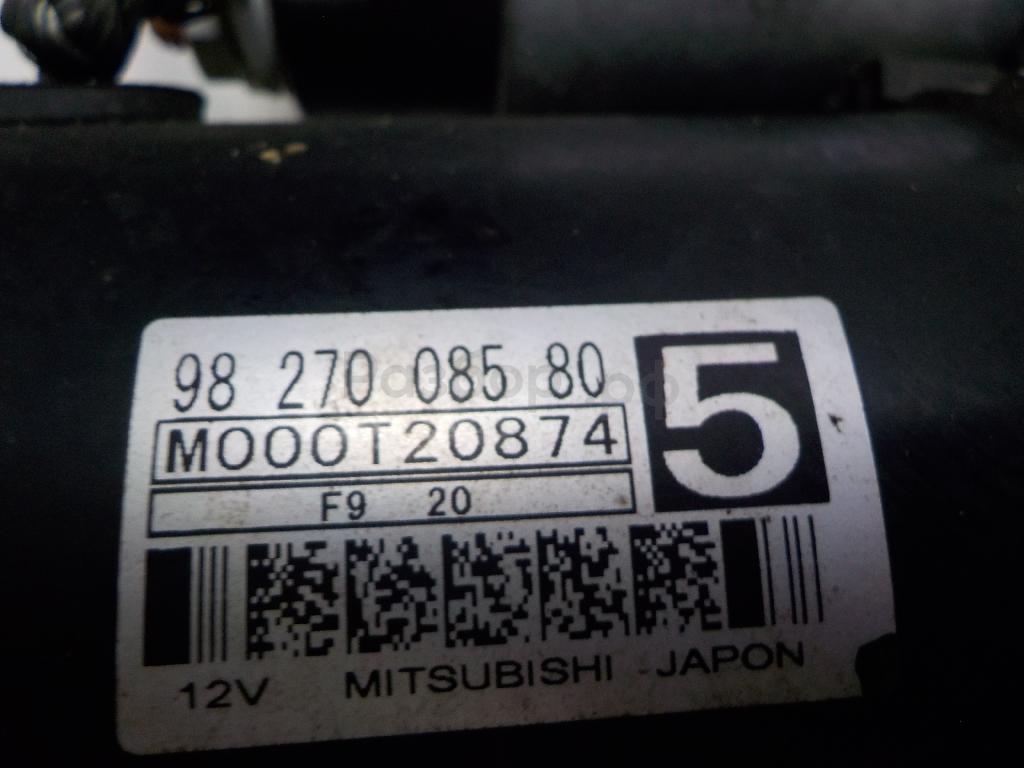 98 270 085 80
5
M000T20874
F9 20
12V MITSUBISHI JAPON